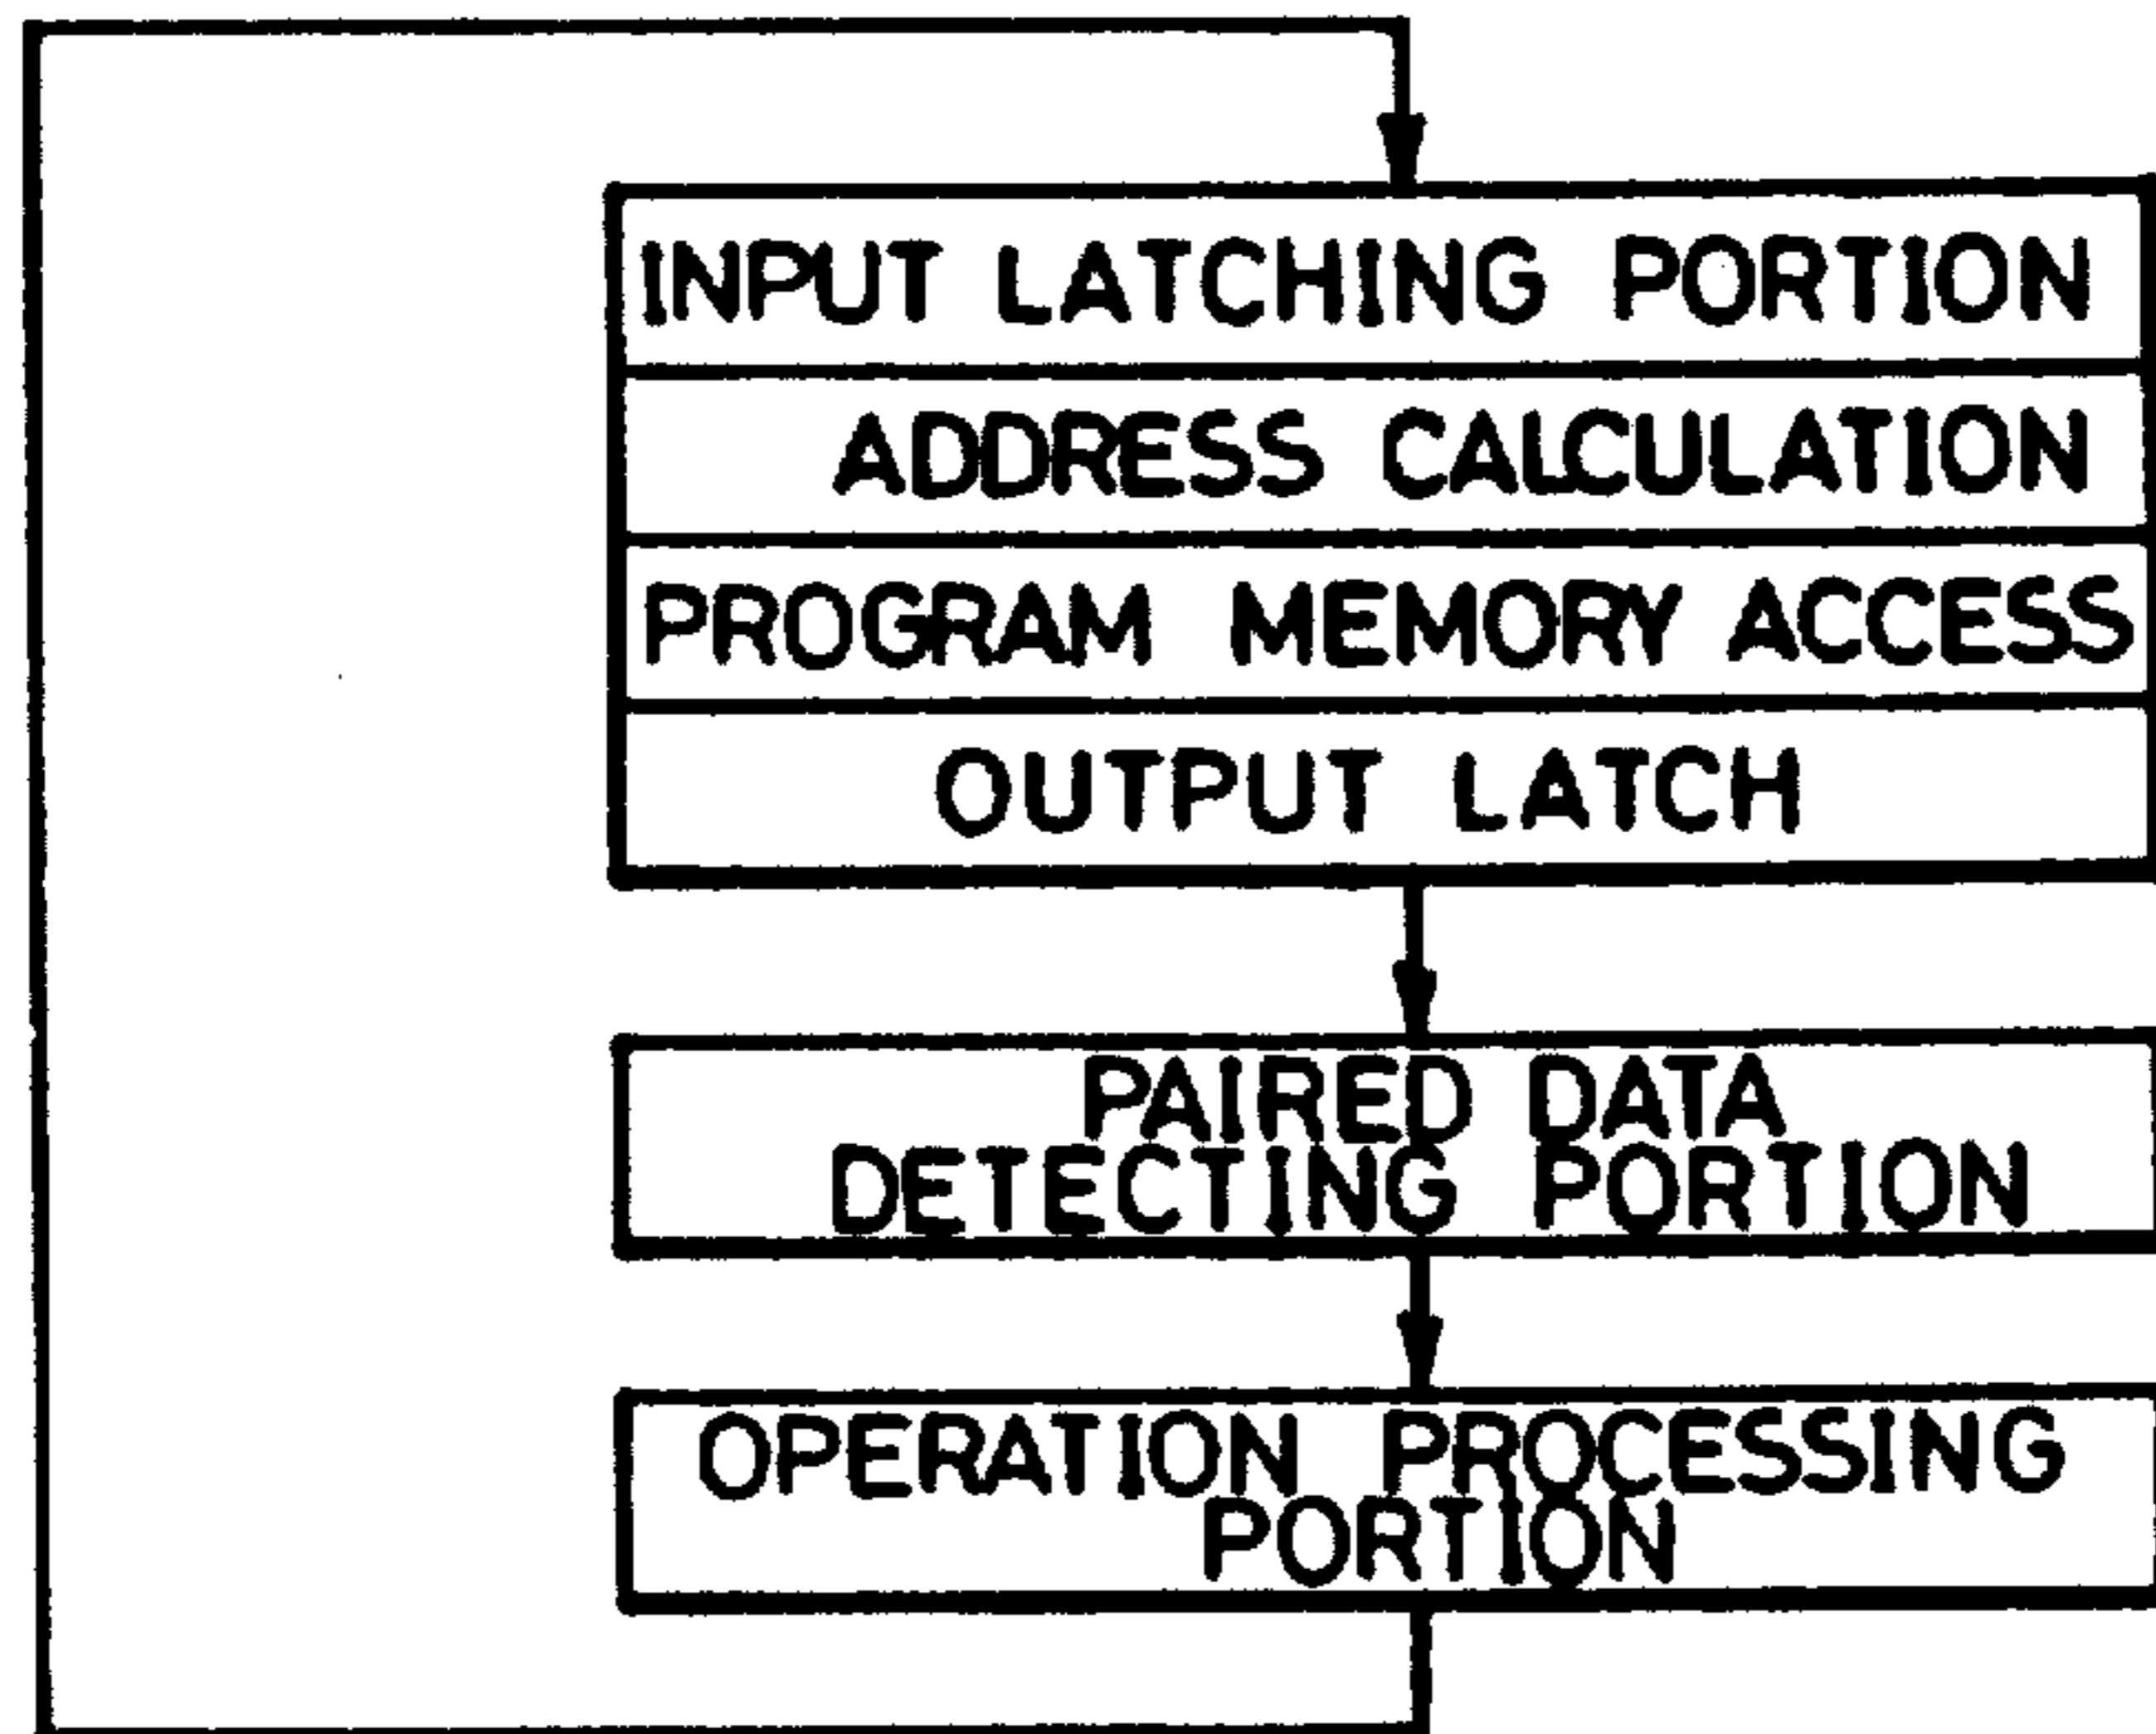 INPUT LATCHING PORTION
ADDRESS CALCULATION
PROGRAM MEMORY ACCESS
OUTPUT LATCH
PAIRED DATA
DETECTING PORTION
OPERATION PROCESSING
PORTION